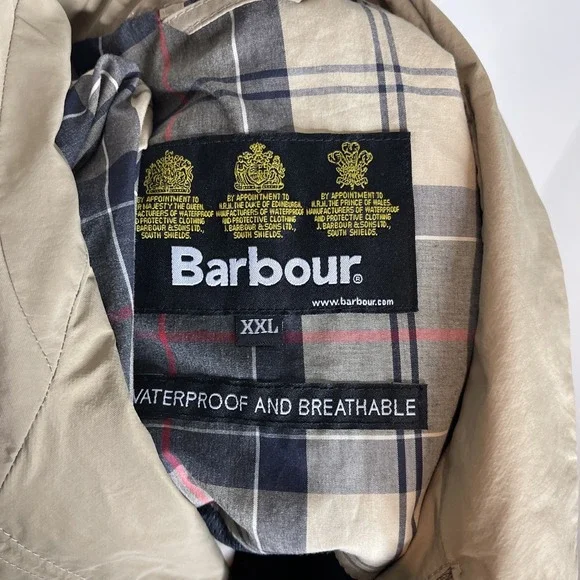 BY APPOINTMENT TO
MAJESTY THE QUEEN
MANUFACTURERS OF WATERPROOF
PROTECTIVE CLOTHING
BARBOUR & SONS LTD.,
SOUTH SHIELDS.
BY APPOINTMENT TO
H.R.H. THE DUKE OF EDINBURGH
MANUFACTURERS OF WATERPROOF
AND PROTECTIVE CLOTHING
J. BARBOUR & SONS LTD.,
SOUTH SHIELDS.
BY APPOINTMENT TO
H.R.H. THE PRINCE OF WALES
MANUFACTURERS OF WATERPROOF
AND PROTECTIVE CLOTHING
J. BARBOUR & SONS LTD.,
SOUTH SHIELDS.
Barbour®
www.barbour.com
XXL
WATERPROOF AND BREATHABLE